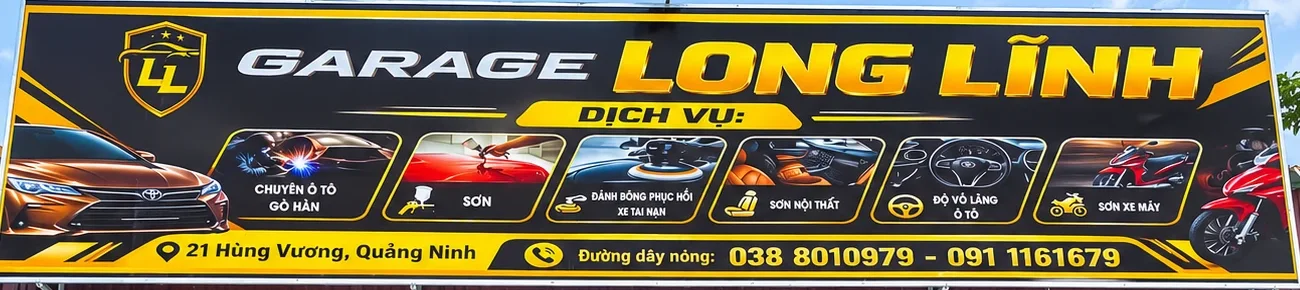 LL
GARAGE LONG LĨNH
DỊCH VỤ:
CHUYÊN Ô TÔ
GÒ HÀN
SƠN
ĐÁNH BÓNG PHỤC HỒI
XE TAI NẠN
SƠN NỘI THẤT
ĐỘ VÔ LĂNG
Ô TÔ
SƠN XE MÁY
21 Hùng Vương, Quảng Ninh
Đường dây nóng: 038 8010979 - 091 1161679